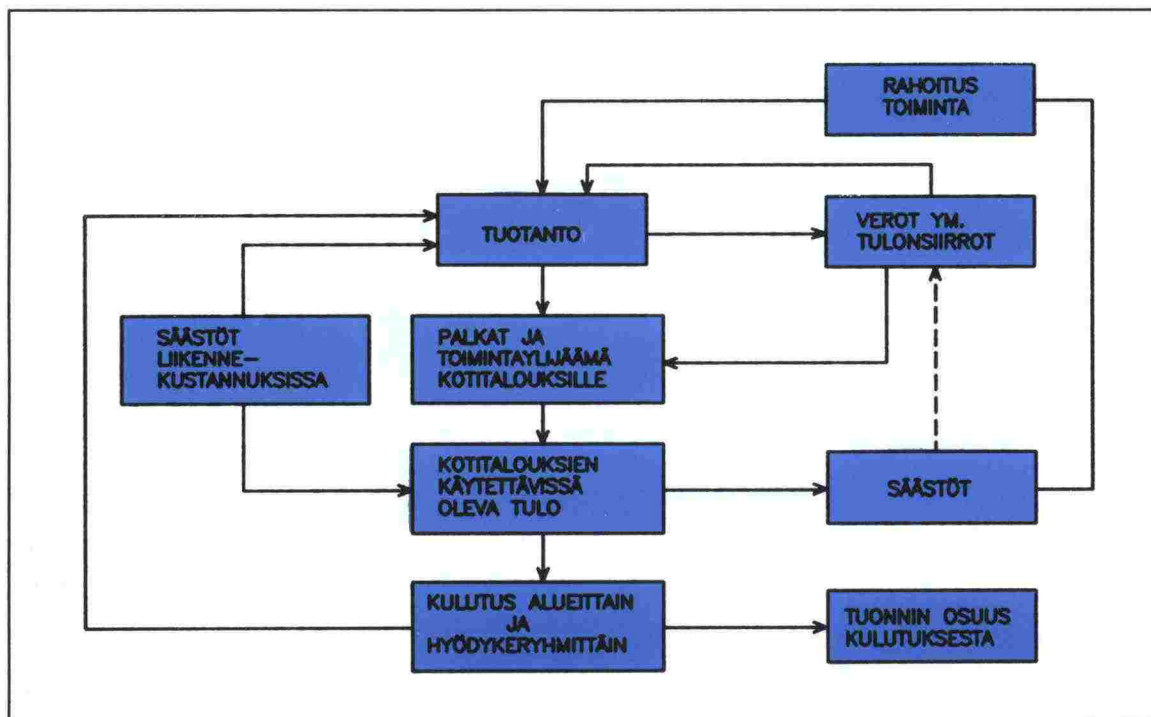 RAHOITUS
TOIMINTA
TUOTANTO
VEROT YM.
TULONSIIRROT
SÄÄSTÖT
LIIKENNE-
KUSTANNUKSISSA
PALKAT JA
TOIMINTAYLIJÄÄMÄ
KOTITALOUKSILLE
KOTITALOUKSIEN
KÄYTETTÄVISSÄ
OLEVA TULO
SÄÄSTÖT
KULUTUS ALUEITTAIN
JA
HYÖDYKERYHMITTÄIN
TUONNIN OSUUS
KULUTUKSESTA